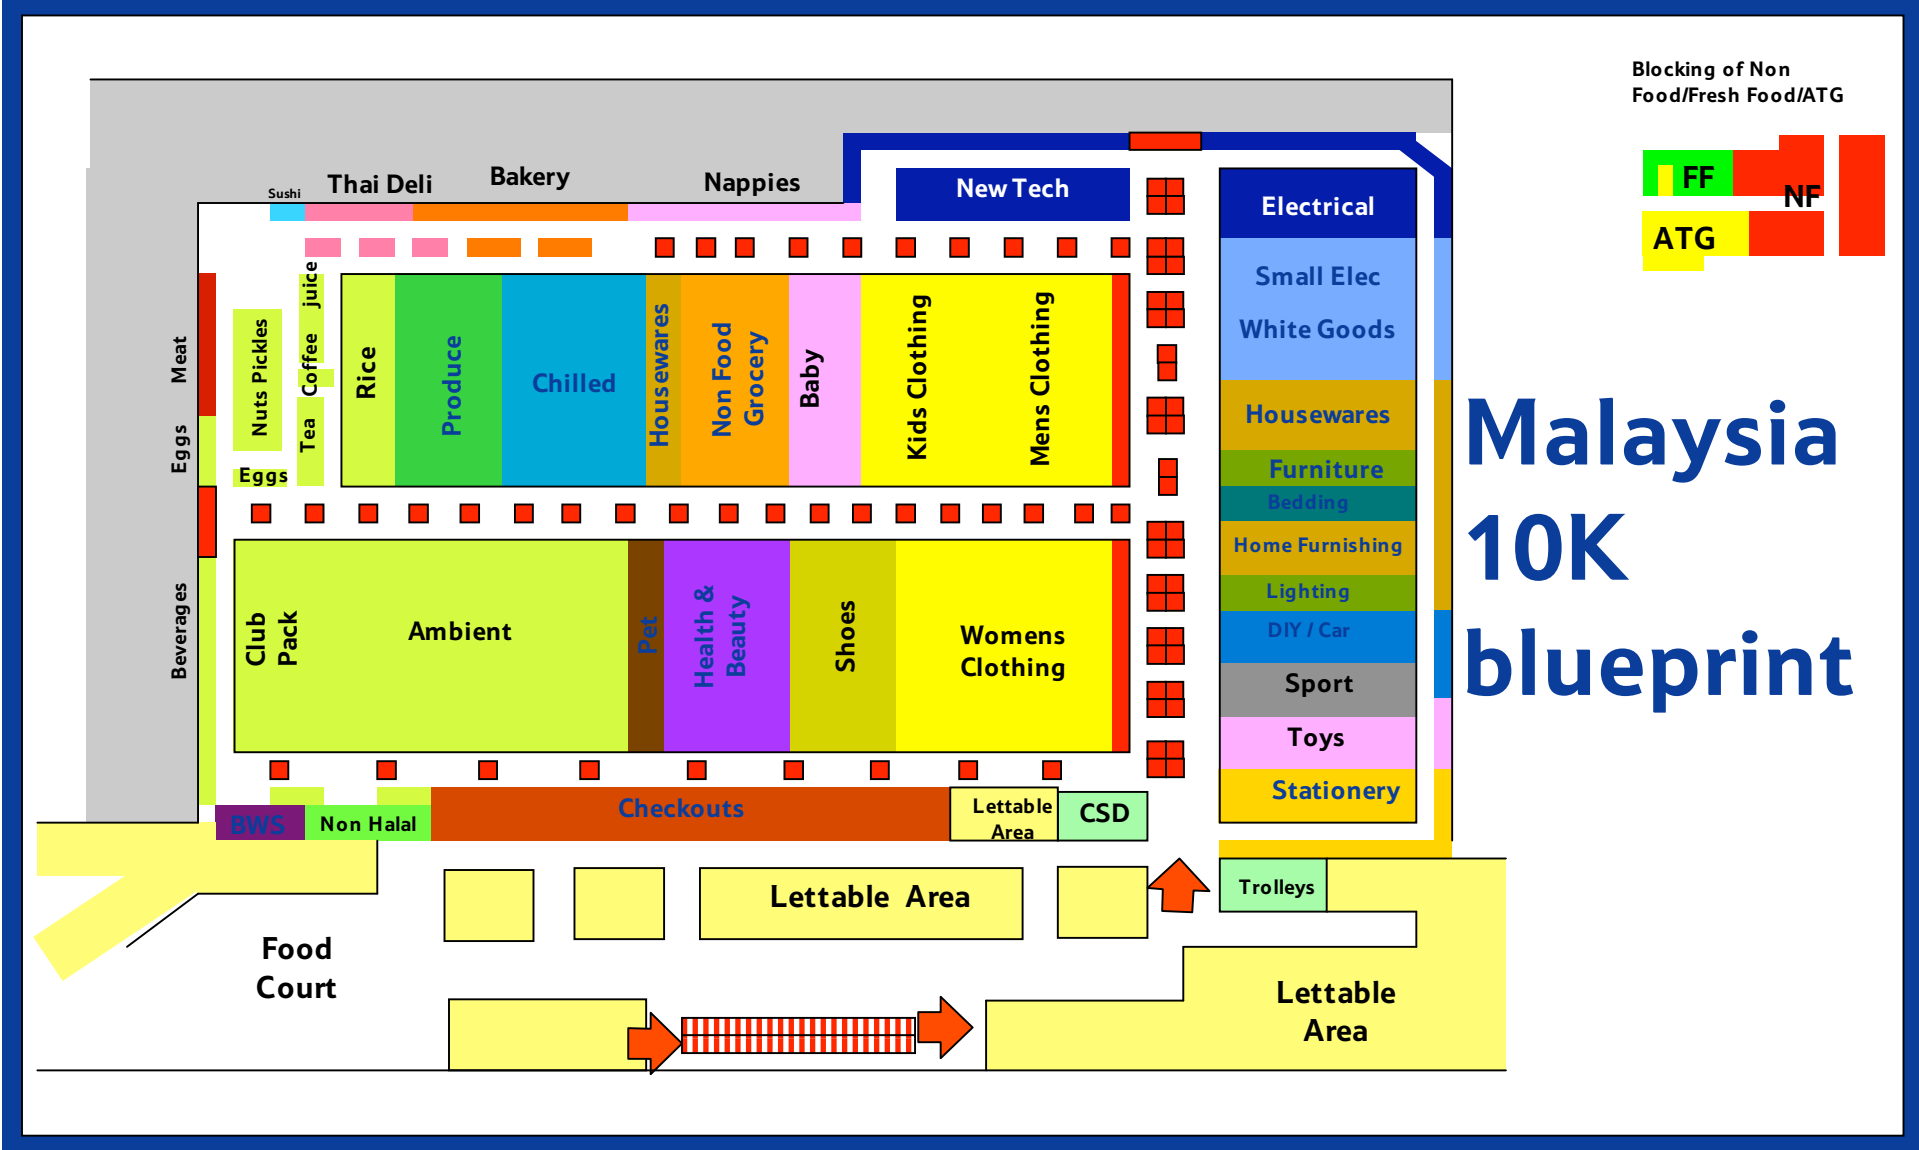 Blocking of Non
Food/Fresh Food/ATG
FF
NF
ATG
Sushi
Thai Deli
Bakery
Nappies
New Tech
Electrical
Small Elec
White Goods
Housewares
Furniture
Bedding
Home Furnishing
Lighting
DIY / Car
Sport
Toys
Stationery
Malaysia
10K
blueprint
Meat
Eggs
Beverages
Nuts Pickles
Eggs
juice
Coffee
Tea
Rice
Produce
Chilled
Housewares
Non Food
Grocery
Baby
Kids Clothing
Mens Clothing
Club
Pack
Ambient
Pet
Health &
Beauty
Shoes
Womens
Clothing
BWS
Non Halal
Checkouts
Lettable
Area
CSD
Trolleys
Lettable Area
Food
Court
Lettable
Area